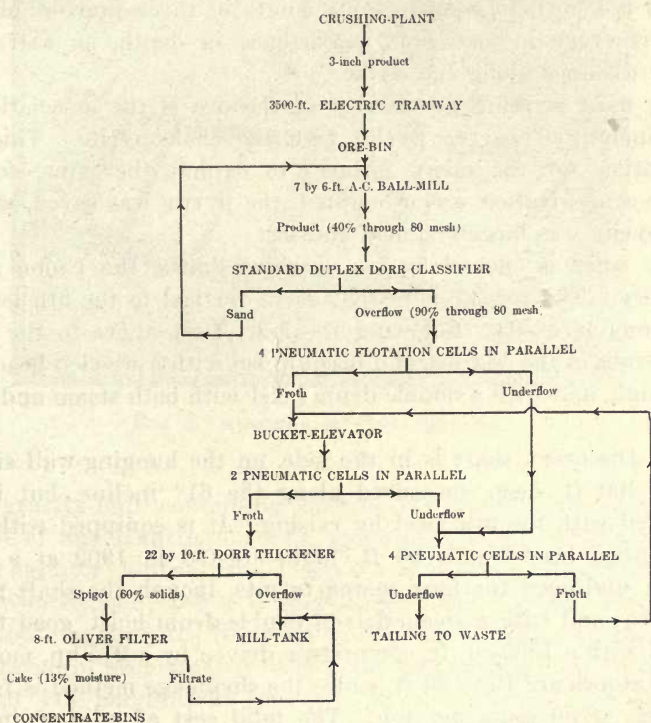 CRUSHING-PLANT
3-inch product
3500-ft. ELECTRIC TRAMWAY
ORE-BIN
7 by 6-ft. A-C. BALL-MILL
Product (40% through 80 mesh)
STANDARD DUPLEX DORR CLASSIFIER
Sand Overflow (90% through 80 mesh)
4 PNEUMATIC FLOTATION CELLS IN PARALLEL
Froth Underflow
BUCKET-ELEVATOR
2 PNEUMATIC CELLS IN PARALLEL
Froth Underflow
22 by 10-ft. DORR THICKENER 4 PNEUMATIC CELLS IN PARALLEL
Spigot (60% solids) Overflow Underflow Froth
8-ft. OLIVER FILTER MILL-TANK TAILING TO WASTE
Cake (13% moisture) Filtrate
CONCENTRATE-BINS